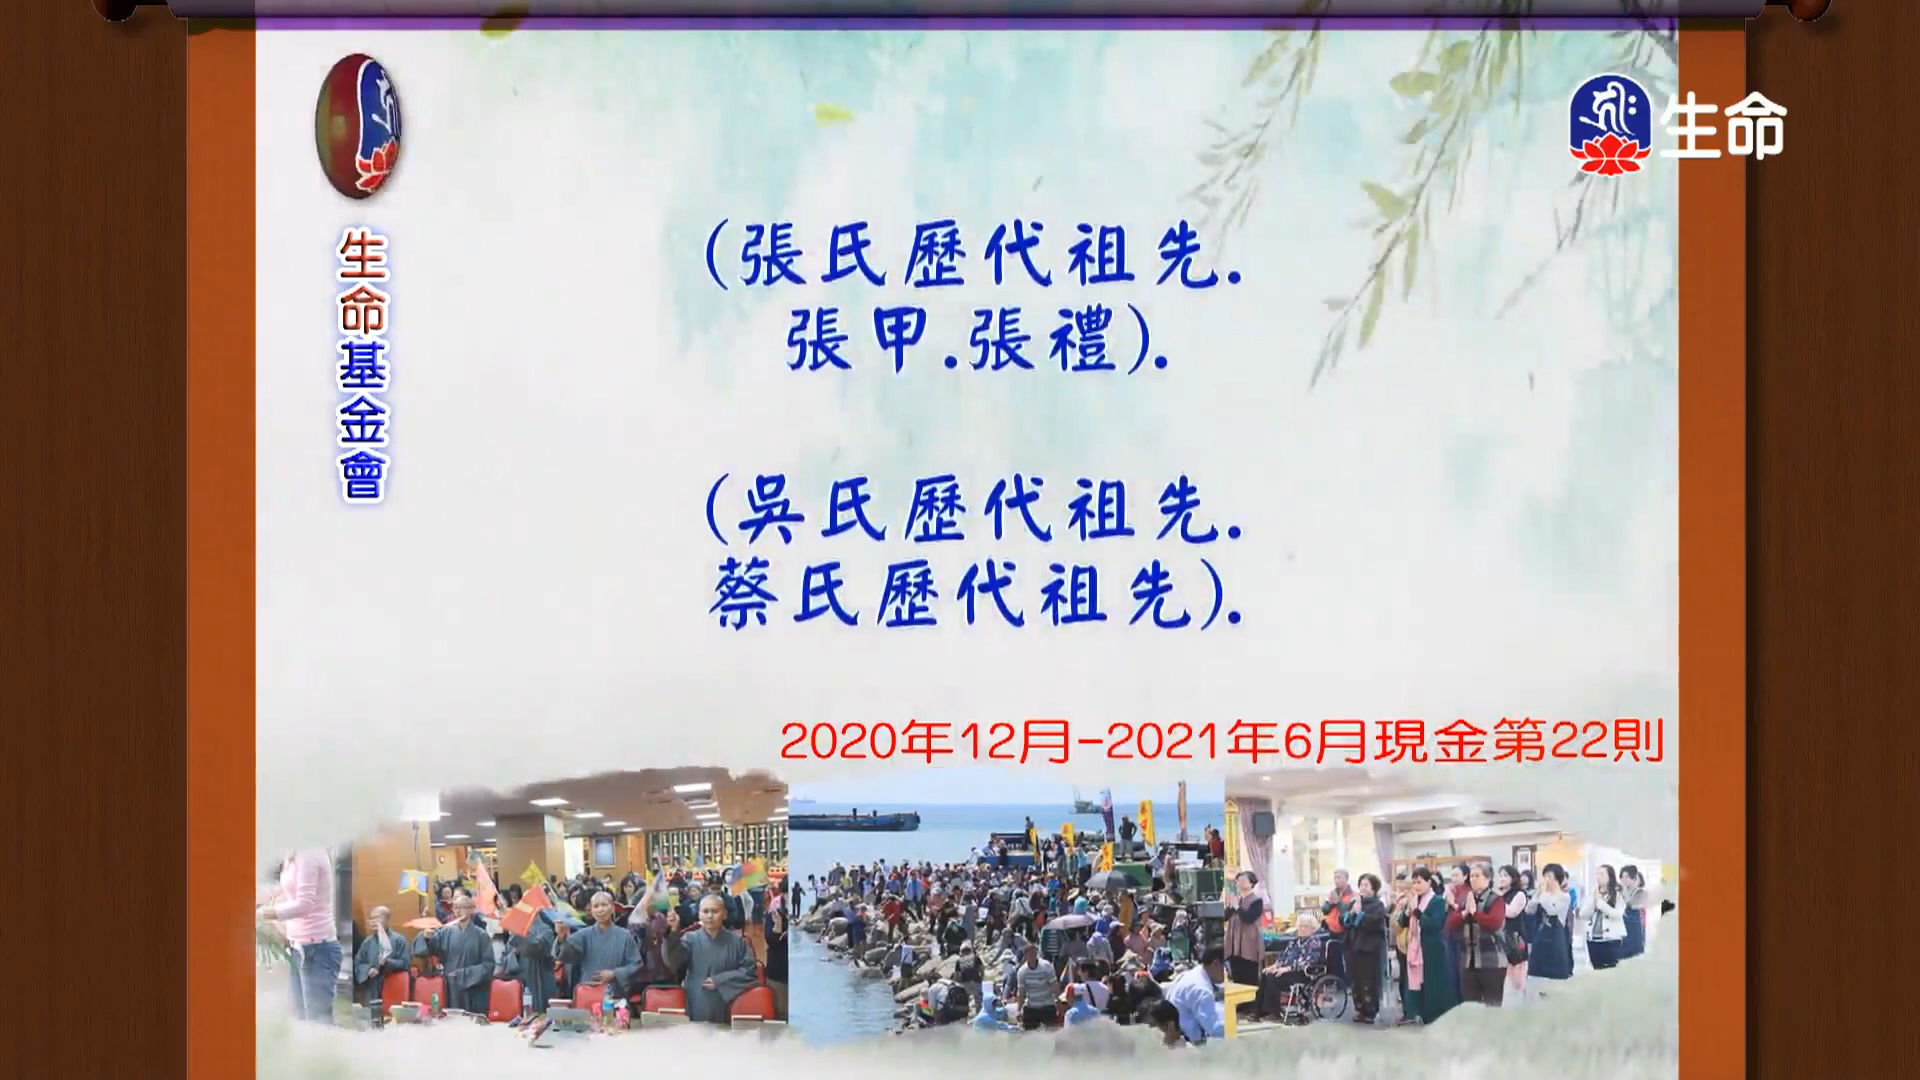 生命
生命基金會
(張氏歷代祖先.
張甲.張禮).
(吳氏歷代祖先.
蔡氏歷代祖先).
2020年12月-2021年6月現金第22則